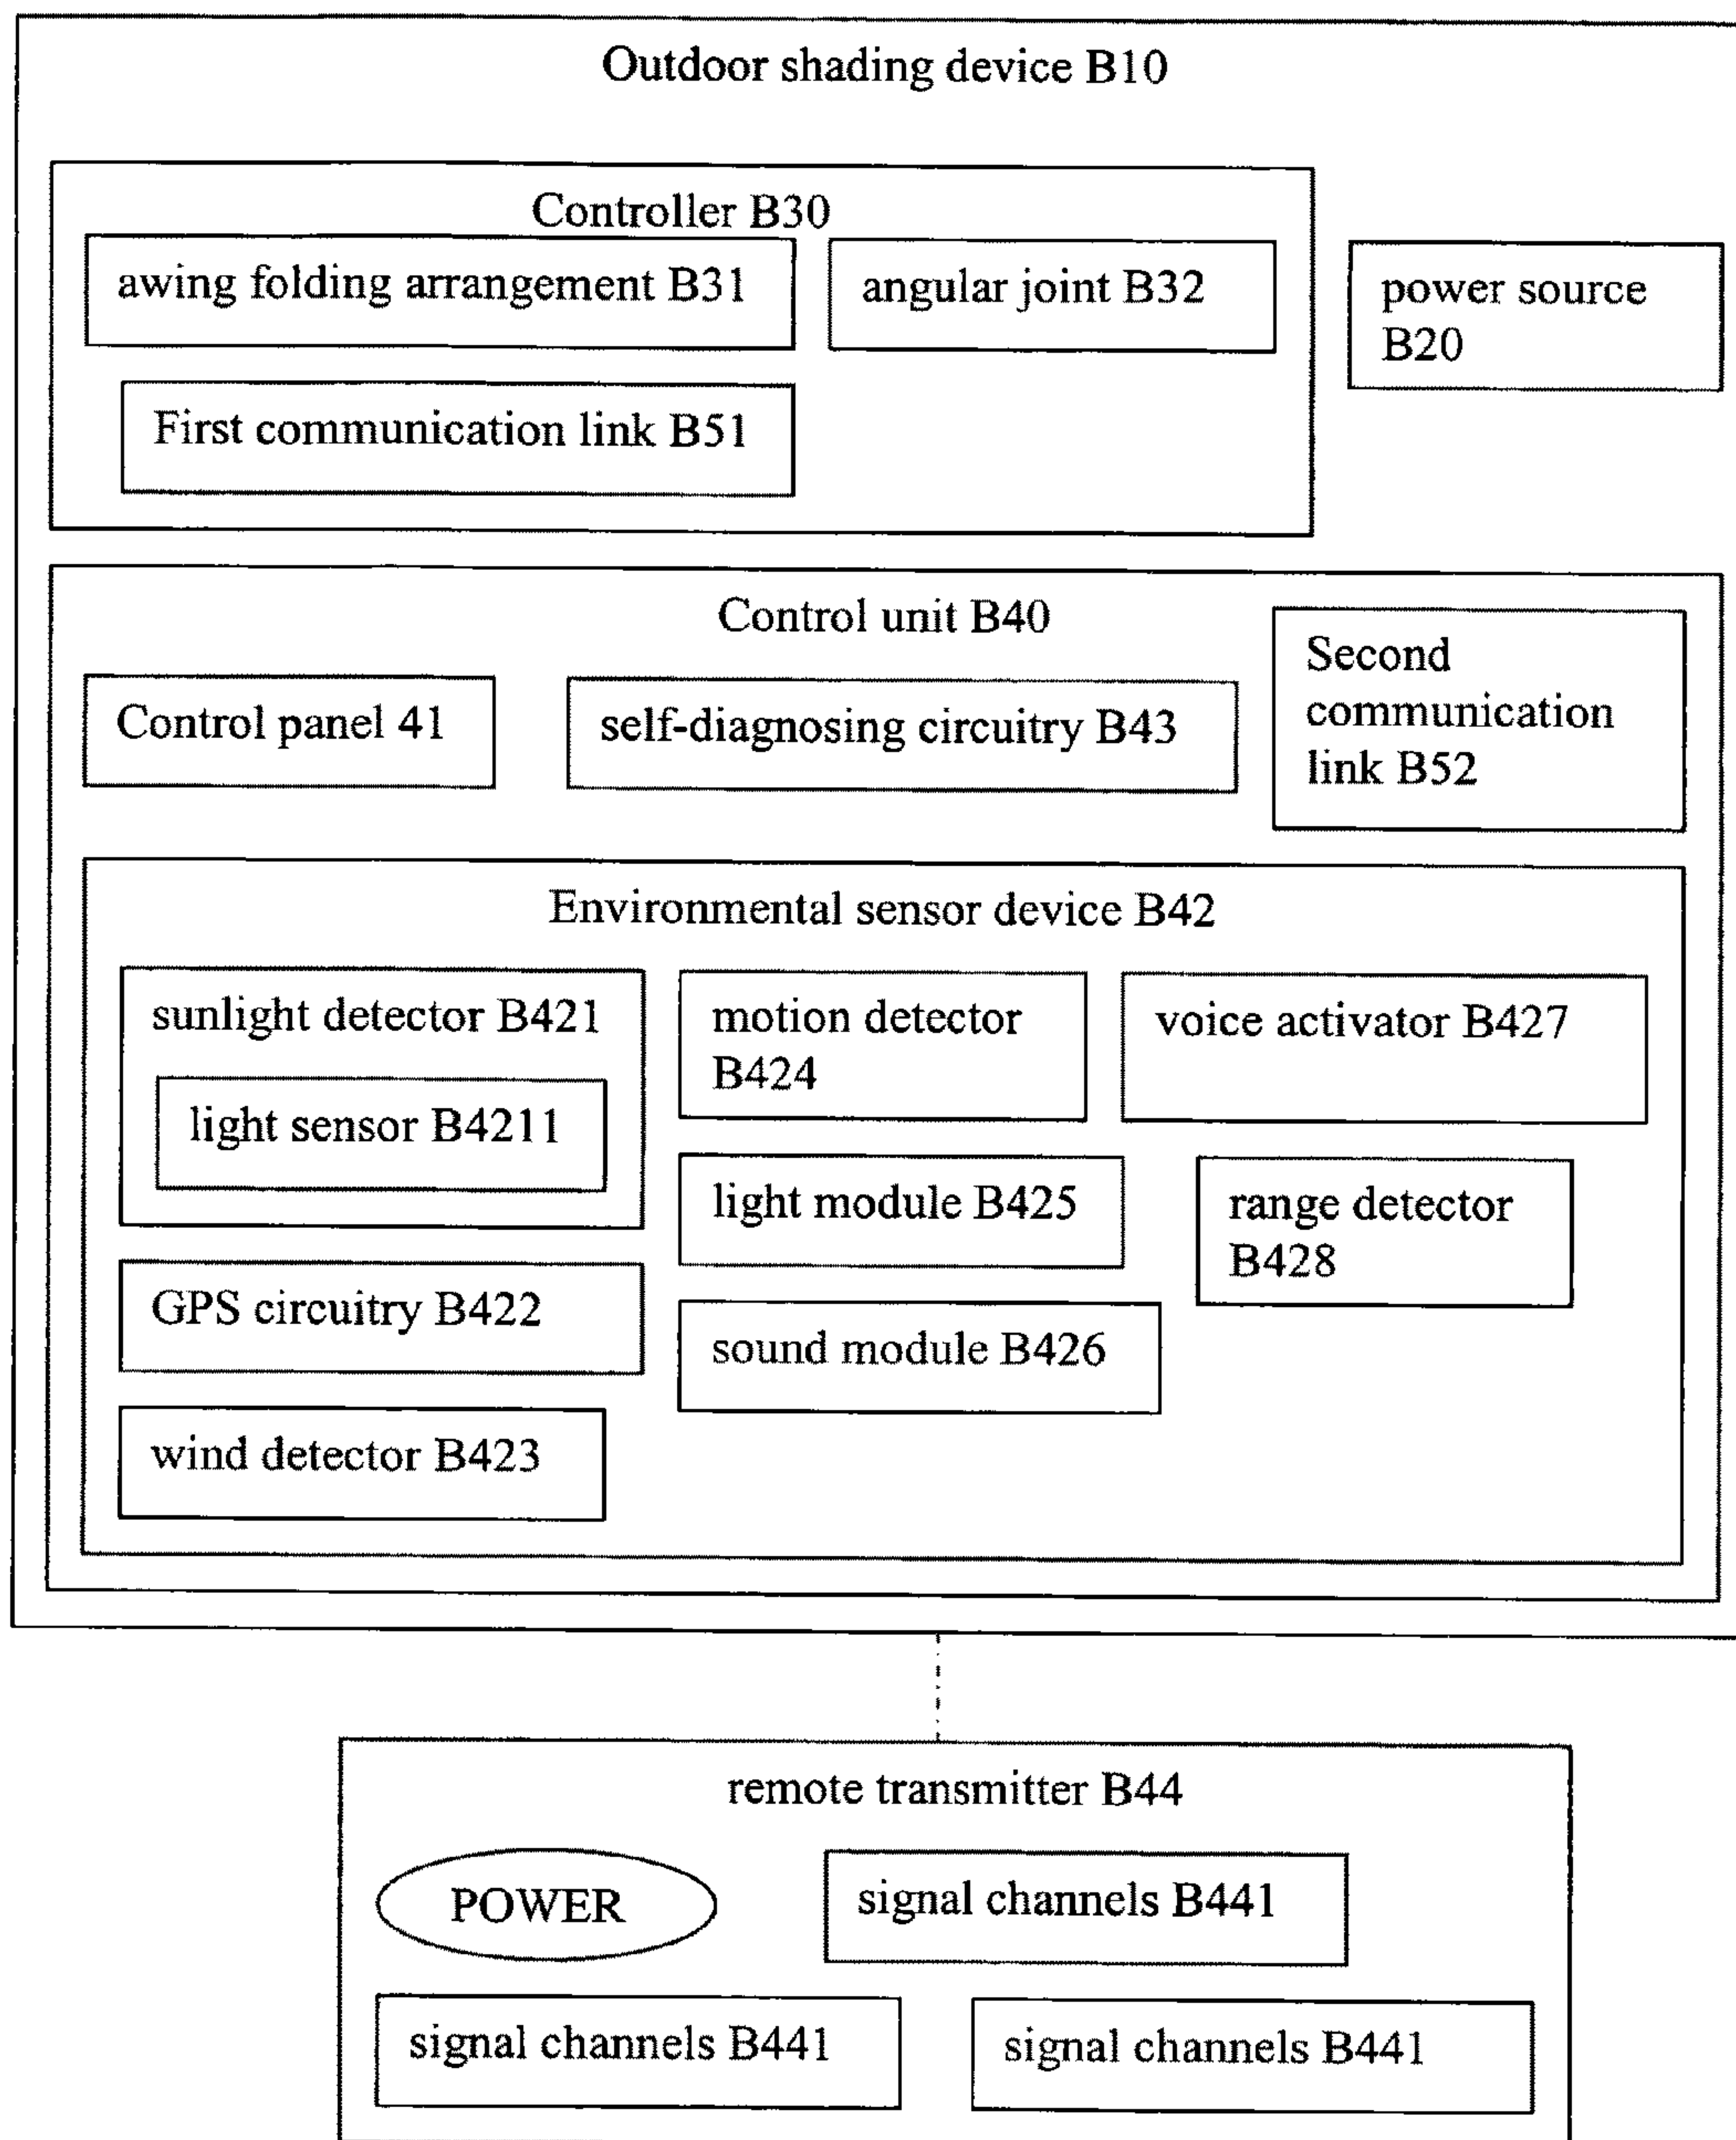 Outdoor shading device B10
Controller B30
awing folding arrangement B31
angular joint B32
power source
B20
First communication link B51
Control unit B40
Control panel 41
self-diagnosing circuitry B43
Second
communication
link B52
Environmental sensor device B42
sunlight detector B421
light sensor B4211
motion detector
B424
voice activator B427
light module B425
range detector
B428
GPS circuitry B422
sound module B426
wind detector B423
remote transmitter B44
POWER
signal channels B441
signal channels B441
signal channels B441